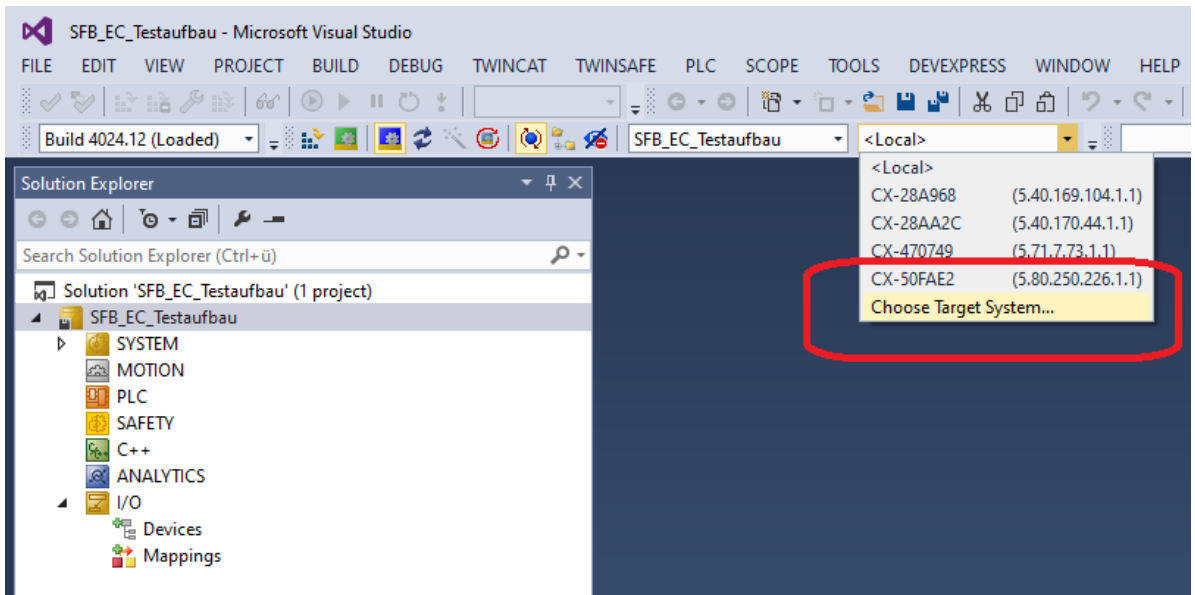 SFB_EC_Testaufbau - Microsoft Visual Studio
FILE EDIT VIEW PROJECT BUILD DEBUG TWINCAT TWINSAFE PLC SCOPE TOOLS DEVEXPRESS WINDOW HELP
Build 4024.12 (Loaded) SFB_EC_Testaufbau <Local>
<Local>
CX-28A968 (5.40.169.104.1.1)
CX-28AA2C (5.40.170.44.1.1)
CX-470749 (5.71.7.73.1.1)
CX-50FAE2 (5.80.250.226.1.1)
Choose Target System...
Solution Explorer
Search Solution Explorer (Ctrl+ü)
Solution 'SFB_EC_Testaufbau' (1 project)
SFB_EC_Testaufbau
SYSTEM
MOTION
PLC
SAFETY
C++
ANALYTICS
I/O
Devices
Mappings